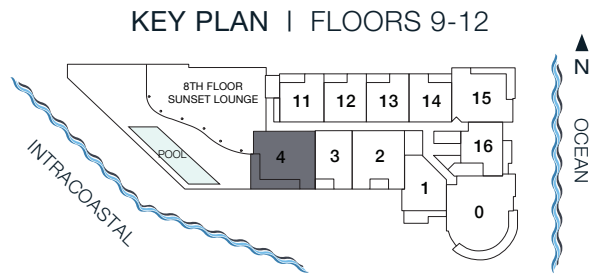 KEY PLAN | FLOORS 9-12
N
8TH FLOOR
SUNSET LOUNGE
11
12
13
14
15
POOL
4
3
2
16
1
0
INTRACOASTAL
OCEAN